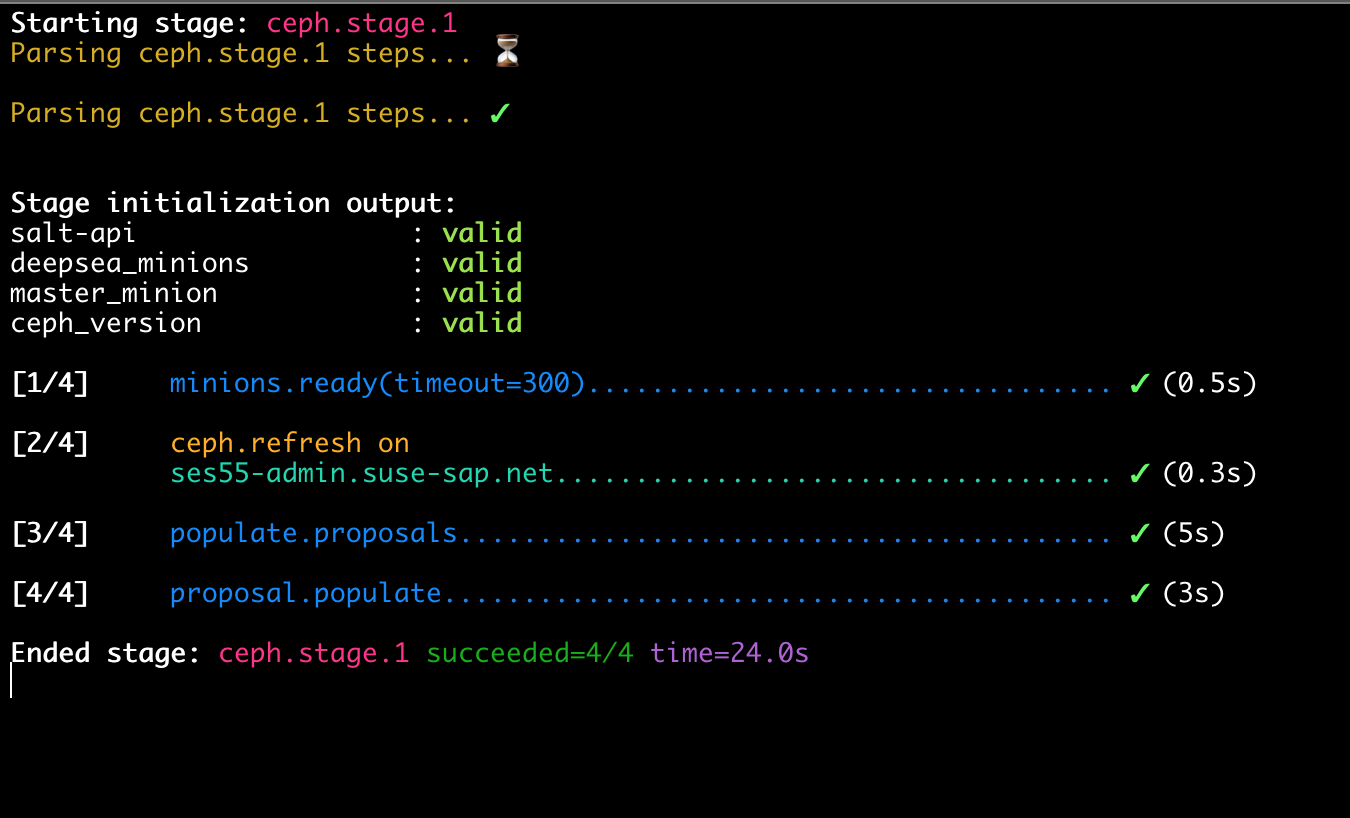 Starting stage: ceph.stage.1
Parsing ceph.stage.1 steps... ⏳
Parsing ceph.stage.1 steps... ✓
Stage initialization output:
salt-api : valid
deepsea_minions : valid
master_minion : valid
ceph_version : valid
[1/4] minions.ready(timeout=300)................................. ✓ (0.5s)
[2/4] ceph.refresh on
ses55-admin.suse-sap.net................................... ✓ (0.3s)
[3/4] populate.proposals......................................... ✓ (5s)
[4/4] proposal.populate.......................................... ✓ (3s)
Ended stage: ceph.stage.1 succeeded=4/4 time=24.0s